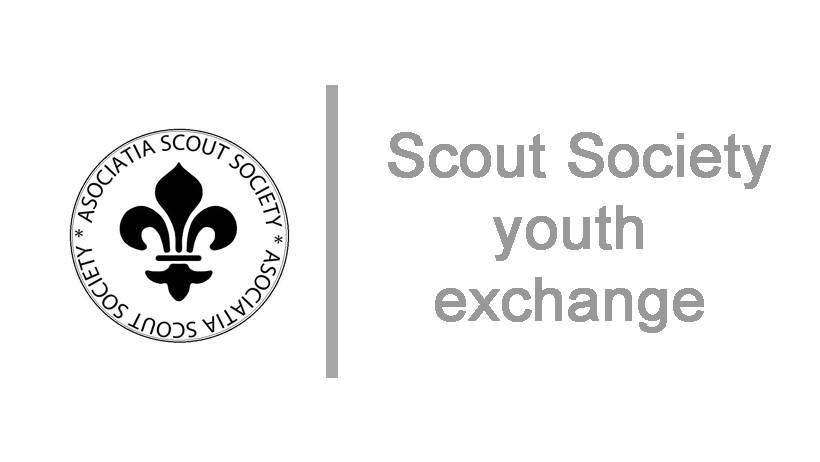 * ASOCIATIA SCOUT SOCIETY * ASOCIATIA SCOUT SOCIETY
Scout Society
youth
exchange